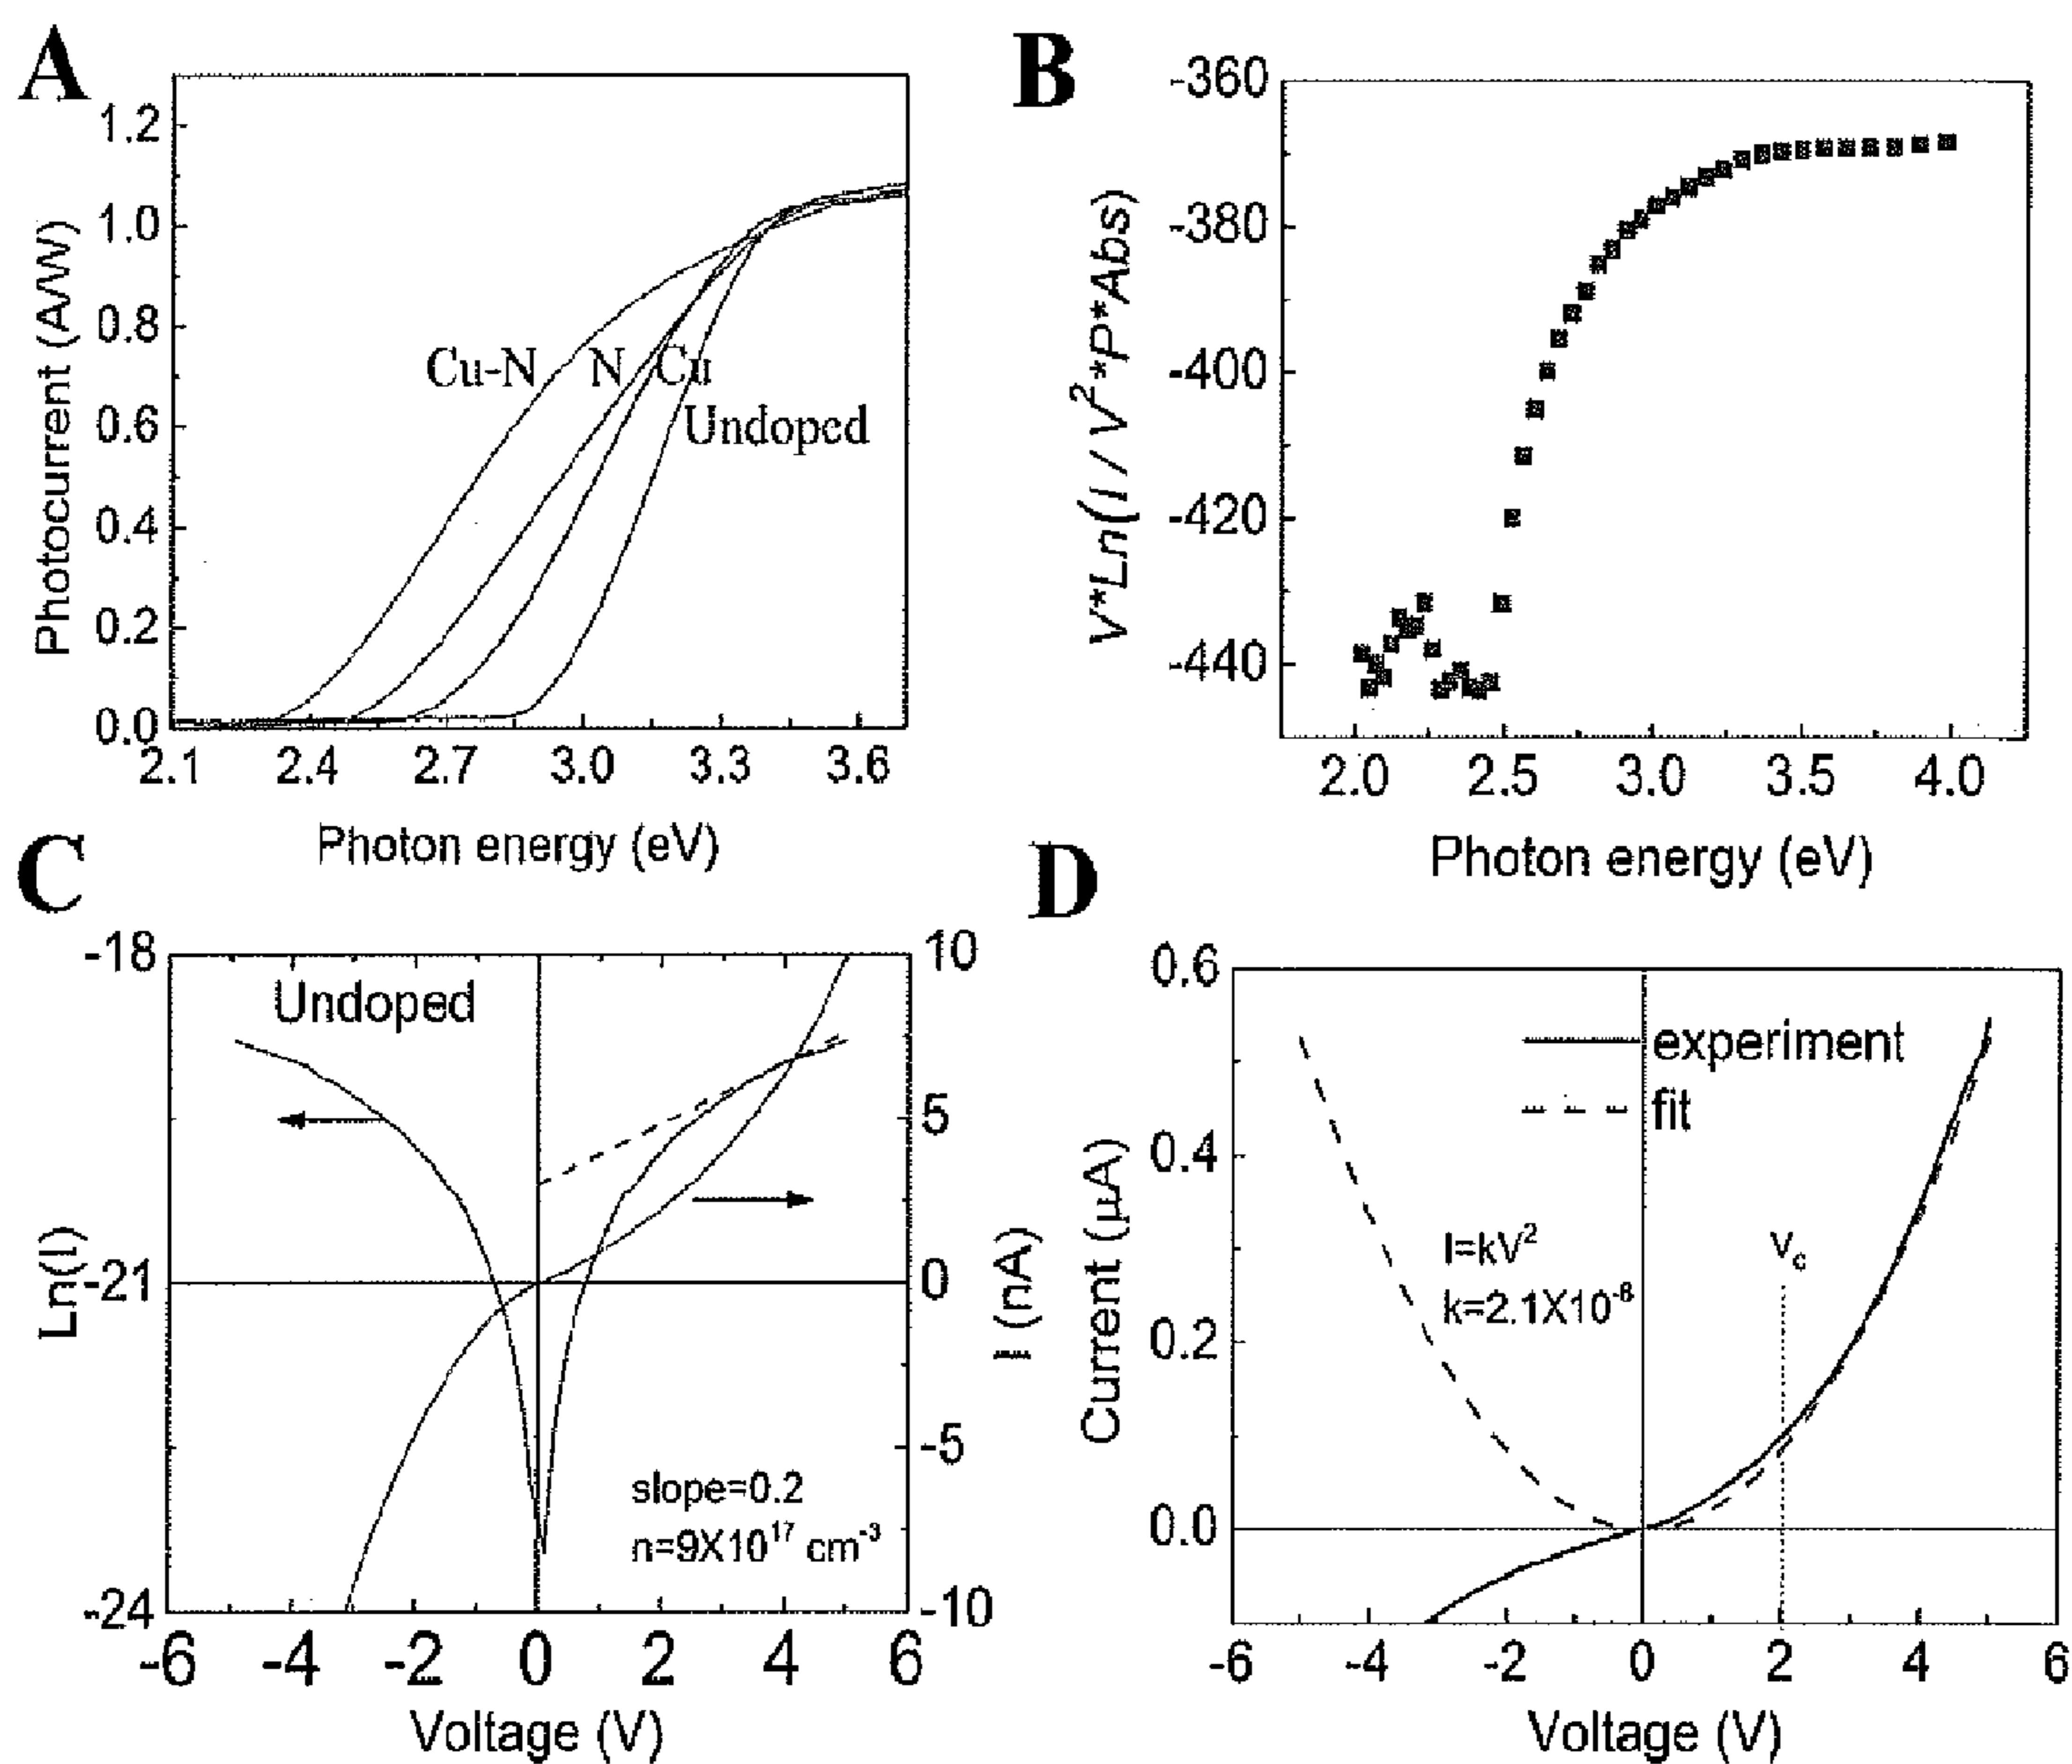 A
Photocurrent (A/W)
1.2
1.0
0.8
0.6
0.4
0.2
0.0
Cu-N N Cu
Undoped
2.1 2.4 2.7 3.0 3.3 3.6
Photon energy (eV)
B
V*Ln(I / V²*P*Abs)
-360
-380
-400
-420
-440
2.0 2.5 3.0 3.5 4.0
Photon energy (eV)
C
Ln(I)
-18
-21
-24
Undoped
slope=0.2
n=9X10¹⁷ cm⁻³
10
5
0
-5
-10
I (nA)
-6 -4 -2 0 2 4 6
Voltage (V)
D
Current (µA)
0.6
0.4
0.2
0.0
experiment
fit
I=kV²
k=2.1X10⁻⁸
Vc
-6 -4 -2 0 2 4 6
Voltage (V)